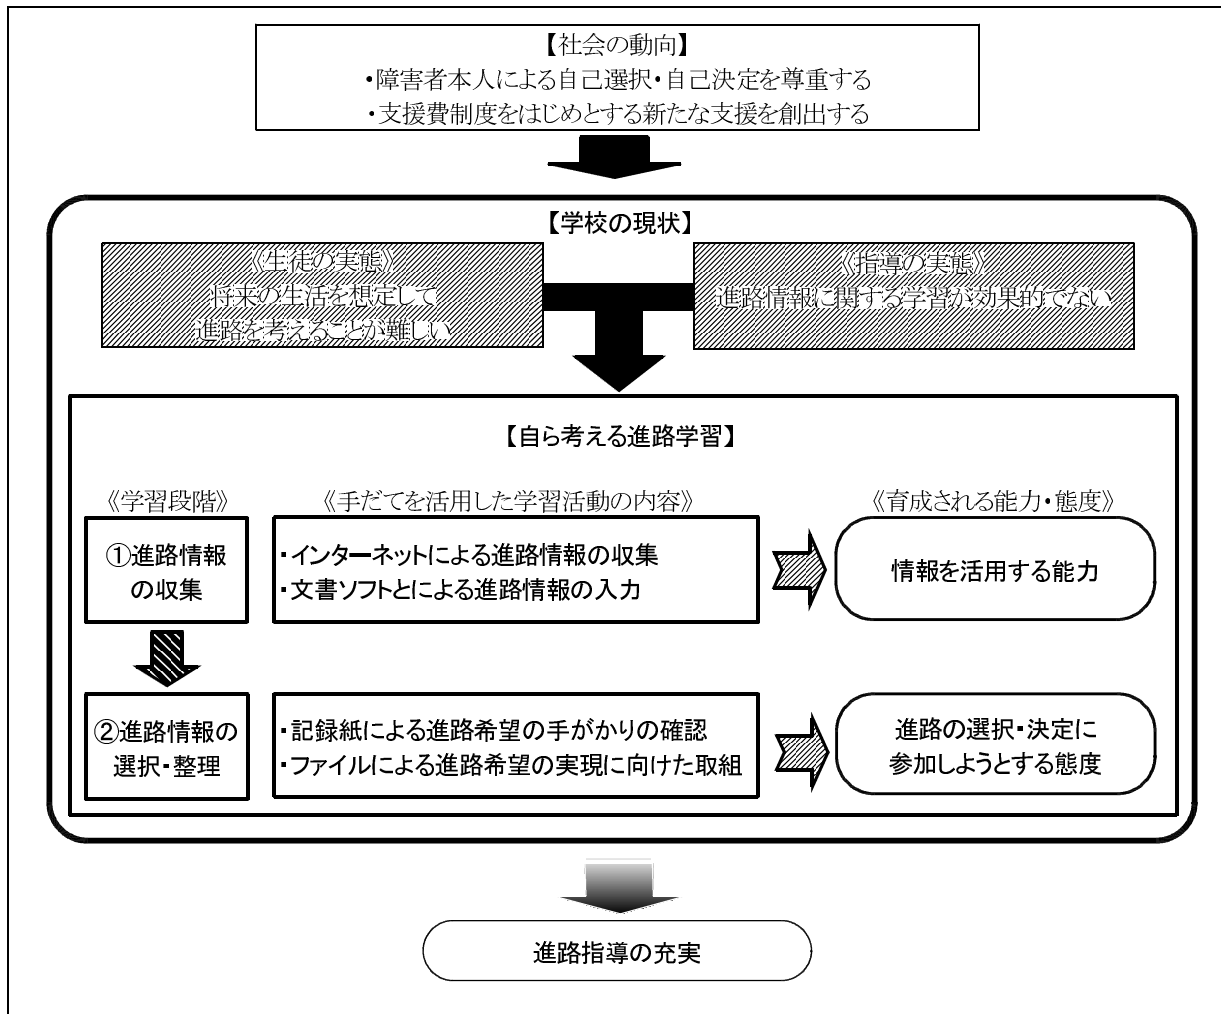 【社会の動向】
・障害者本人による自己選択・自己決定を尊重する
・支援費制度をはじめとする新たな支援を創出する
【学校の現状】
《生徒の実態》
将来の生活を想定して
進路を考えることが難しい
《指導の実態》
進路情報に関する学習が効果的でない
【自ら考える進路学習】
《学習段階》
《手だてを活用した学習活動の内容》
《育成される能力・態度》
①進路情報
の収集
・インターネットによる進路情報の収集
・文書ソフトとによる進路情報の入力
情報を活用する能力
②進路情報の
選択・整理
・記録紙による進路希望の手がかりの確認
・ファイルによる進路希望の実現に向けた取組
進路の選択・決定に
参加しようとする態度
進路指導の充実